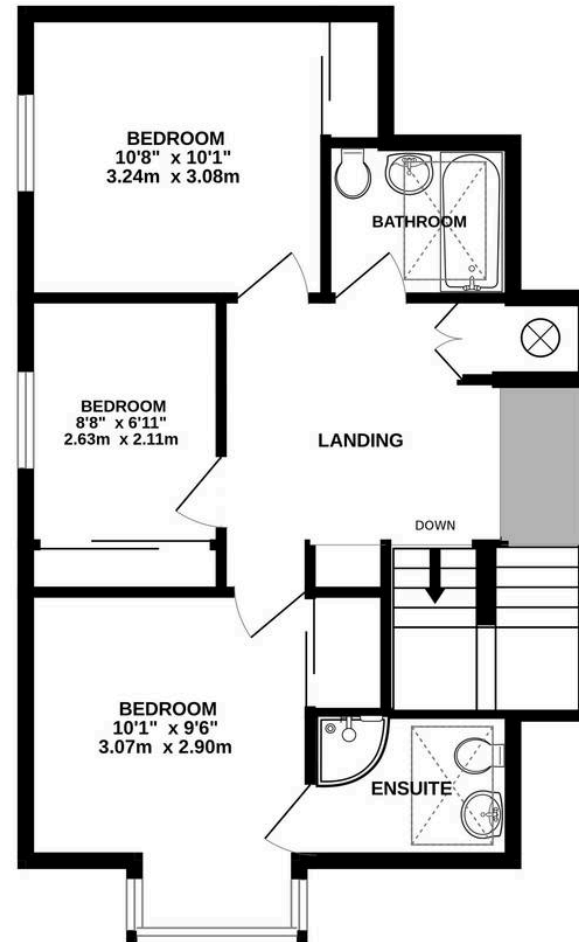 BEDROOM
10'8" x 10'1"
3.24m x 3.08m
BATHROOM
BEDROOM
8'8" x 6'11"
2.63m x 2.11m
LANDING
DOWN
BEDROOM
10'1" x 9'6"
3.07m x 2.90m
ENSUITE